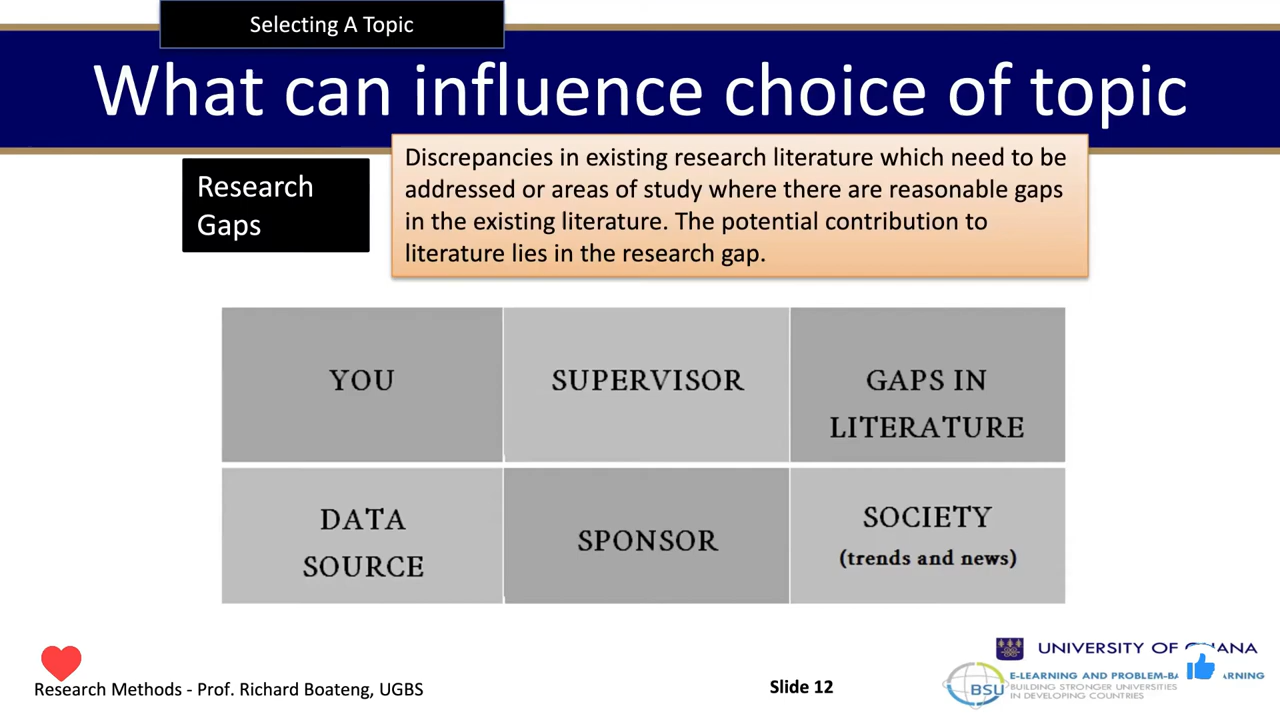 Selecting A Topic
What can influence choice of topic
Research
Gaps
Discrepancies in existing research literature which need to be
addressed or areas of study where there are reasonable gaps
in the existing literature. The potential contribution to
literature lies in the research gap.
YOU
SUPERVISOR
GAPS IN
LITERATURE
DATA
SOURCE
SPONSOR
SOCIETY
(trends and news)
Research Methods - Prof. Richard Boateng, UGBS
Slide 12
UNIVERSITY OF
BSU
E-LEARNING AND
BUILDING STRONGER UNIVERSITIES
IN DEVELOPING COUNTRIES